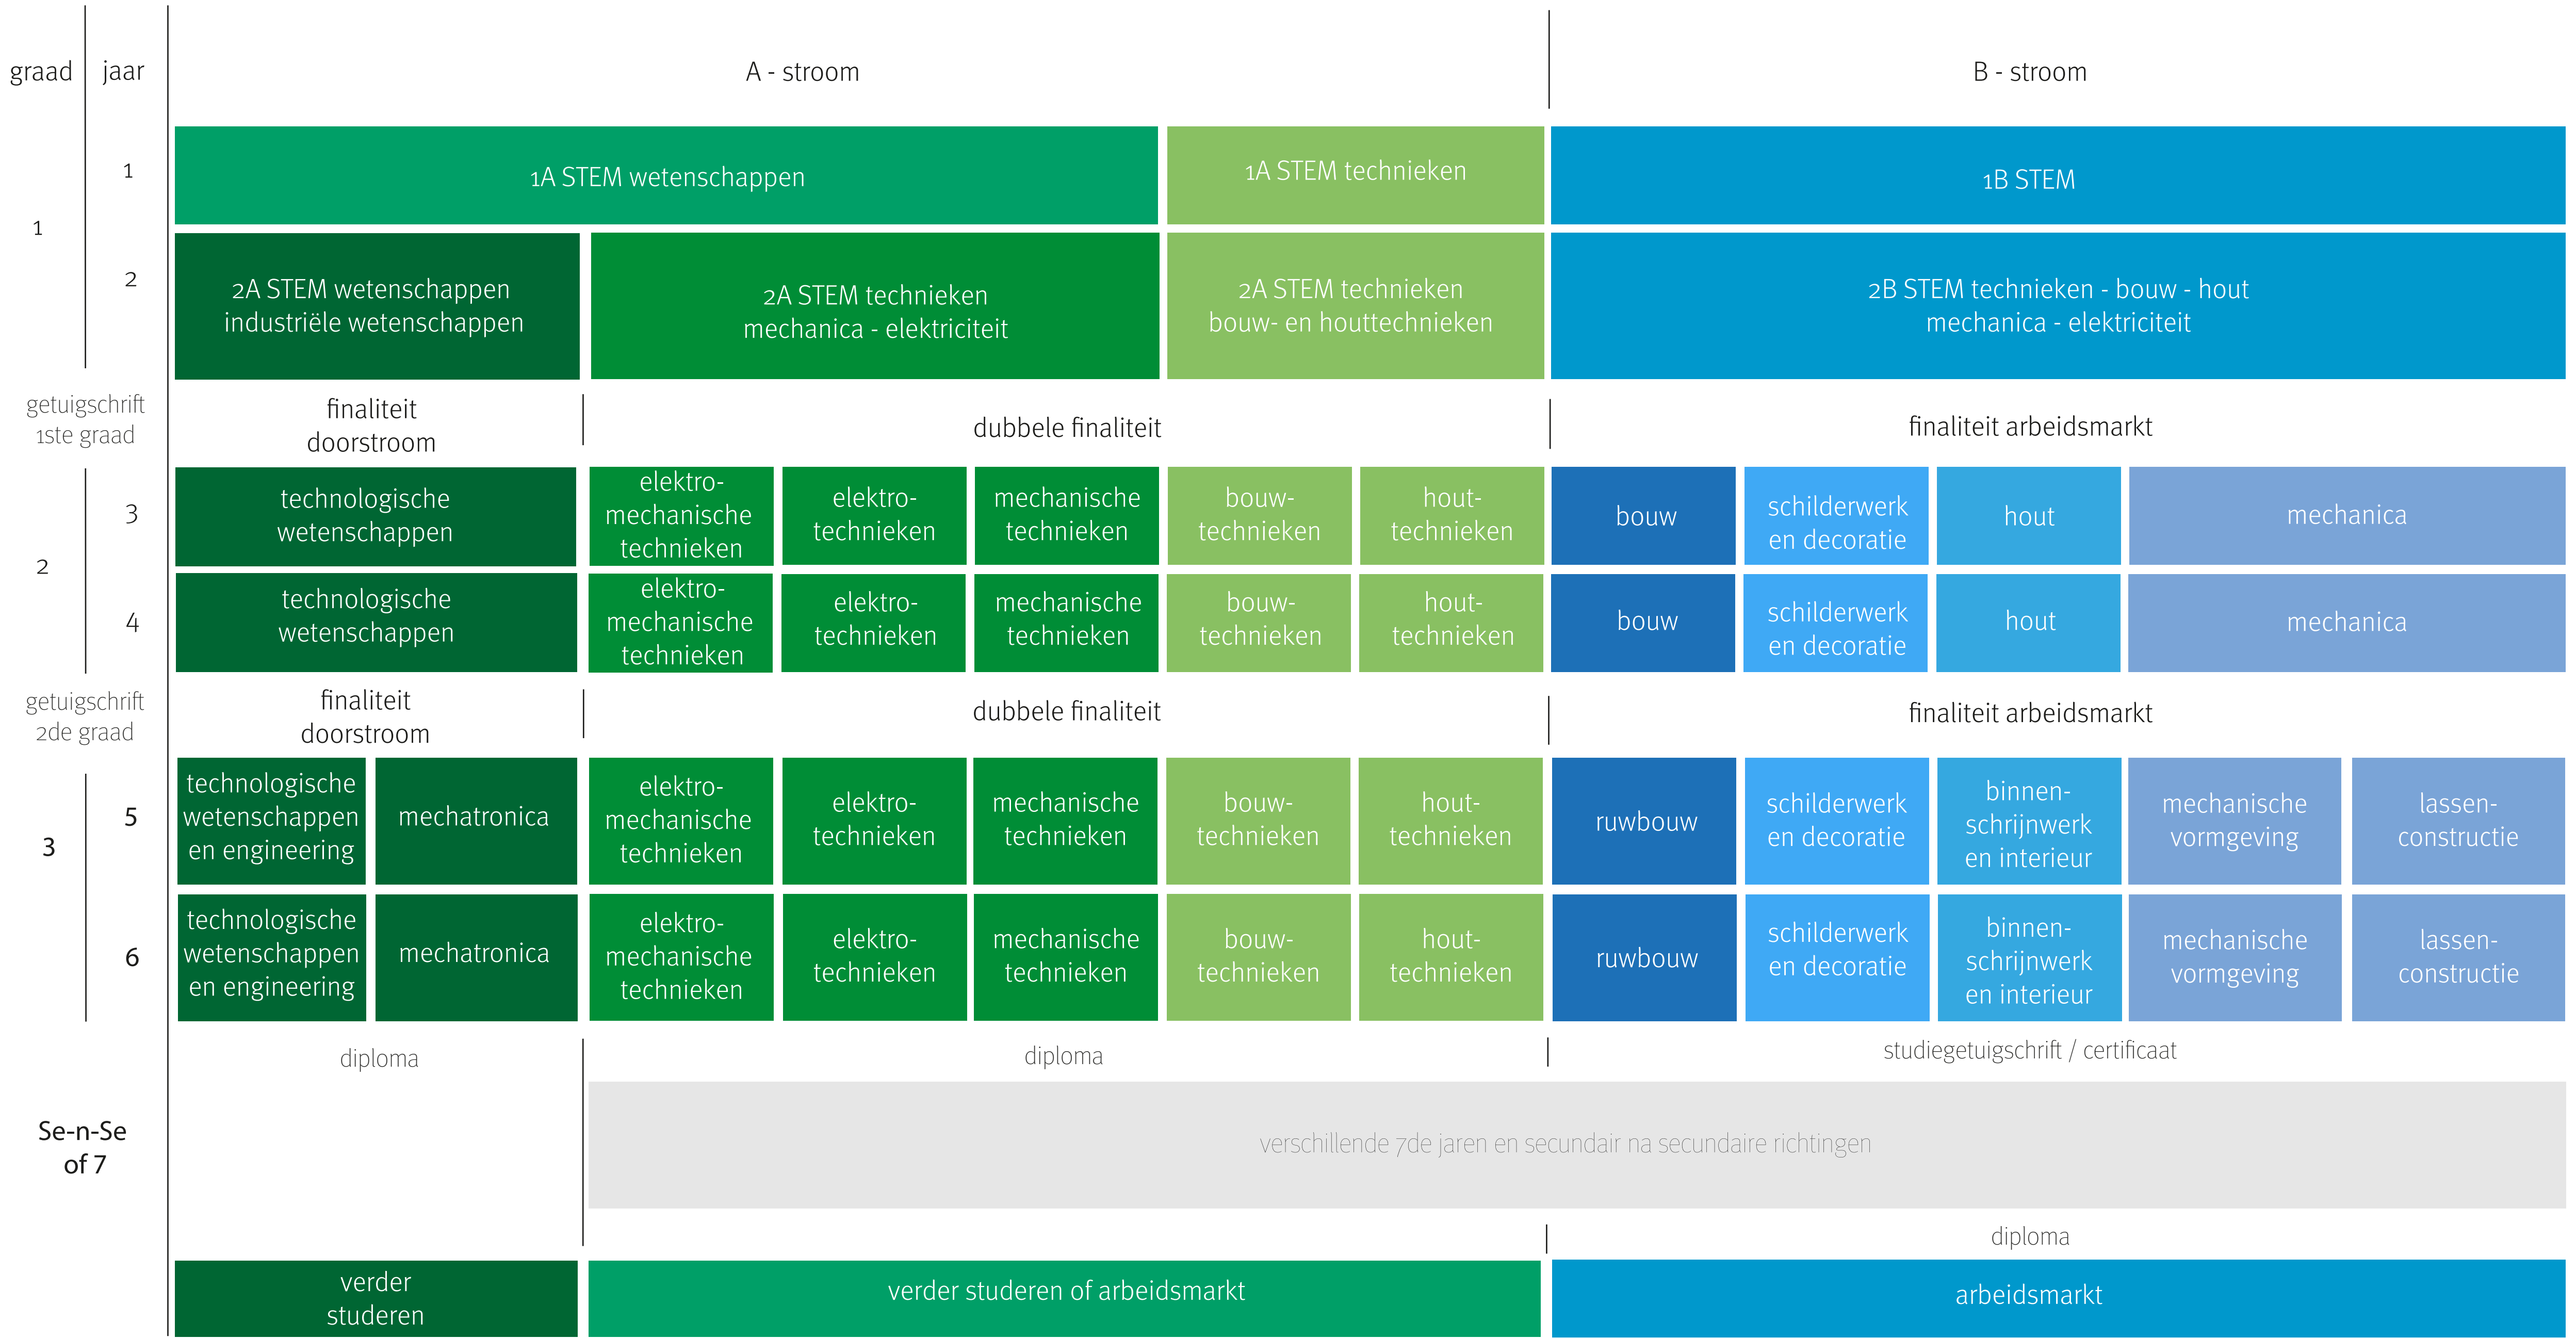 graad
jaar
A - stroom
B - stroom
1
1
1A STEM wetenschappen
1A STEM technieken
1B STEM
2
2A STEM wetenschappen
industriële wetenschappen
2A STEM technieken
mechanica - elektriciteit
2A STEM technieken
bouw- en houttechnieken
2B STEM technieken - bouw - hout
mechanica - elektriciteit
getuigschrift
1ste graad
finaliteit
doorstroom
dubbele finaliteit
finaliteit arbeidsmarkt
2
3
technologische
wetenschappen
elektro-
mechanische
technieken
elektro-
technieken
mechanische
technieken
bouw-
technieken
hout-
technieken
bouw
schilderwerk
en decoratie
hout
mechanica
4
technologische
wetenschappen
elektro-
mechanische
technieken
elektro-
technieken
mechanische
technieken
bouw-
technieken
hout-
technieken
bouw
schilderwerk
en decoratie
hout
mechanica
getuigschrift
2de graad
finaliteit
doorstroom
dubbele finaliteit
finaliteit arbeidsmarkt
3
5
technologische
wetenschappen
en engineering
mechatronica
elektro-
mechanische
technieken
elektro-
technieken
mechanische
technieken
bouw-
technieken
hout-
technieken
ruwbouw
schilderwerk
en decoratie
binnen-
schrijnwerk
en interieur
mechanische
vormgeving
lassen-
constructie
6
technologische
wetenschappen
en engineering
mechatronica
elektro-
mechanische
technieken
elektro-
technieken
mechanische
technieken
bouw-
technieken
hout-
technieken
ruwbouw
schilderwerk
en decoratie
binnen-
schrijnwerk
en interieur
mechanische
vormgeving
lassen-
constructie
diploma
diploma
studiegetuigschrift / certificaat
Se-n-Se
of 7
verschillende 7de jaren en secundair na secundaire richtingen
diploma
verder
studeren
verder studeren of arbeidsmarkt
arbeidsmarkt